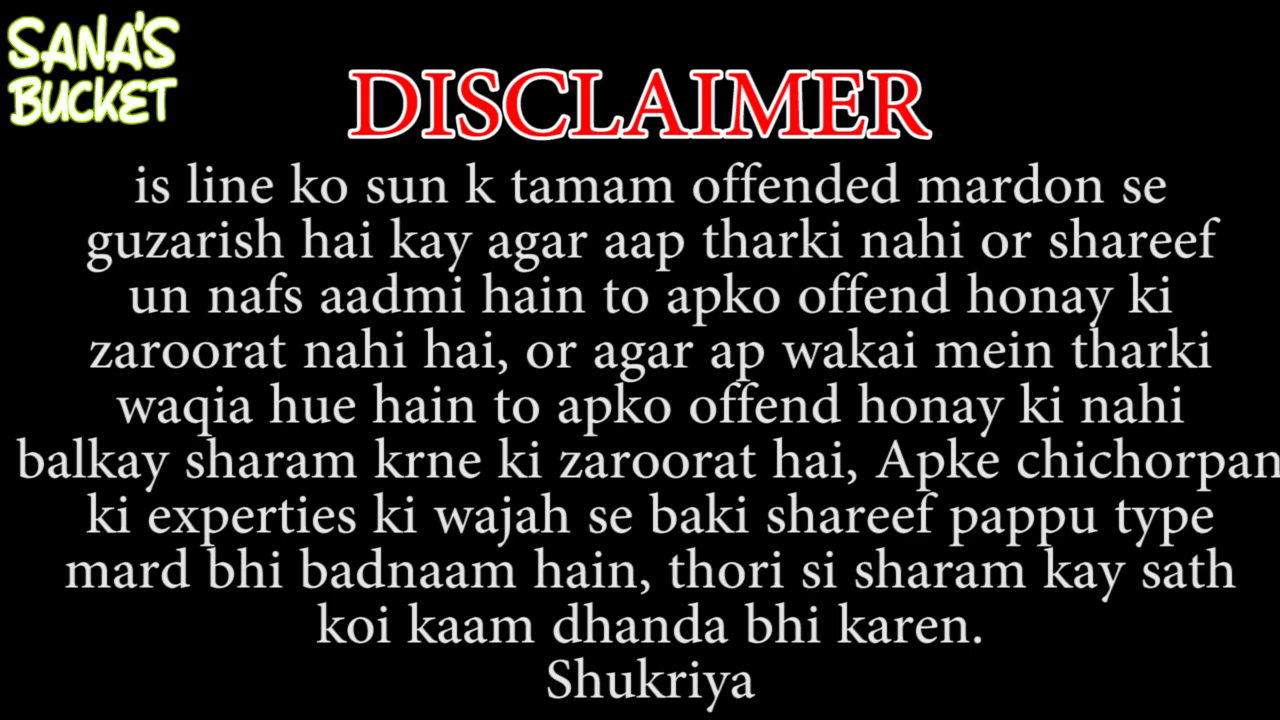 SANA'S
BUCKET
DISCLAIMER
is line ko sun k tamam offended mardon se
guzarish hai kay agar aap tharki nahi or shareef
un nafs aadmi hain to apko offend honay ki
zaroorat nahi hai, or agar ap wakai mein tharki
waqia hue hain to apko offend honay ki nahi
balkay sharam krne ki zaroorat hai, Apke chichorpan
ki experties ki wajah se baki shareef pappu type
mard bhi badnaam hain, thori si sharam kay sath
koi kaam dhanda bhi karen.
Shukriya